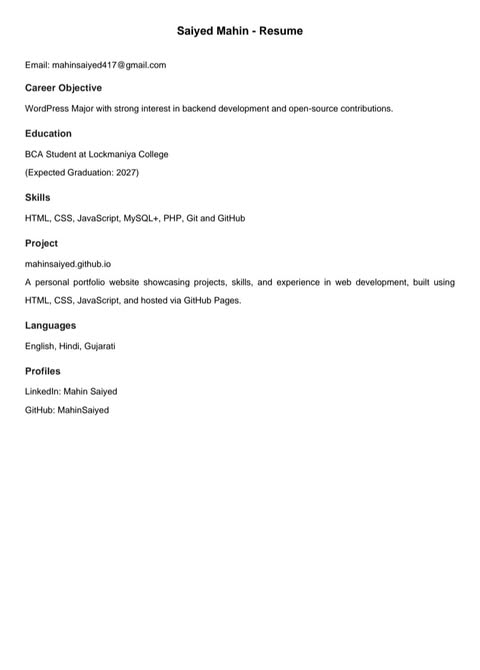 Saiyed Mahin - Resume
Email: mahinsaiyed417@gmail.com
Career Objective
WordPress Major with strong interest in backend development and open-source contributions.
Education
BCA Student at Lockmaniya College
(Expected Graduation: 2027)
Skills
HTML, CSS, JavaScript, MySQL+, PHP, Git and GitHub
Project
mahinsaiyed.github.io
A personal portfolio website showcasing projects, skills, and experience in web development, built using
HTML, CSS, JavaScript, and hosted via GitHub Pages.
Languages
English, Hindi, Gujarati
Profiles
LinkedIn: Mahin Saiyed
GitHub: MahinSaiyed